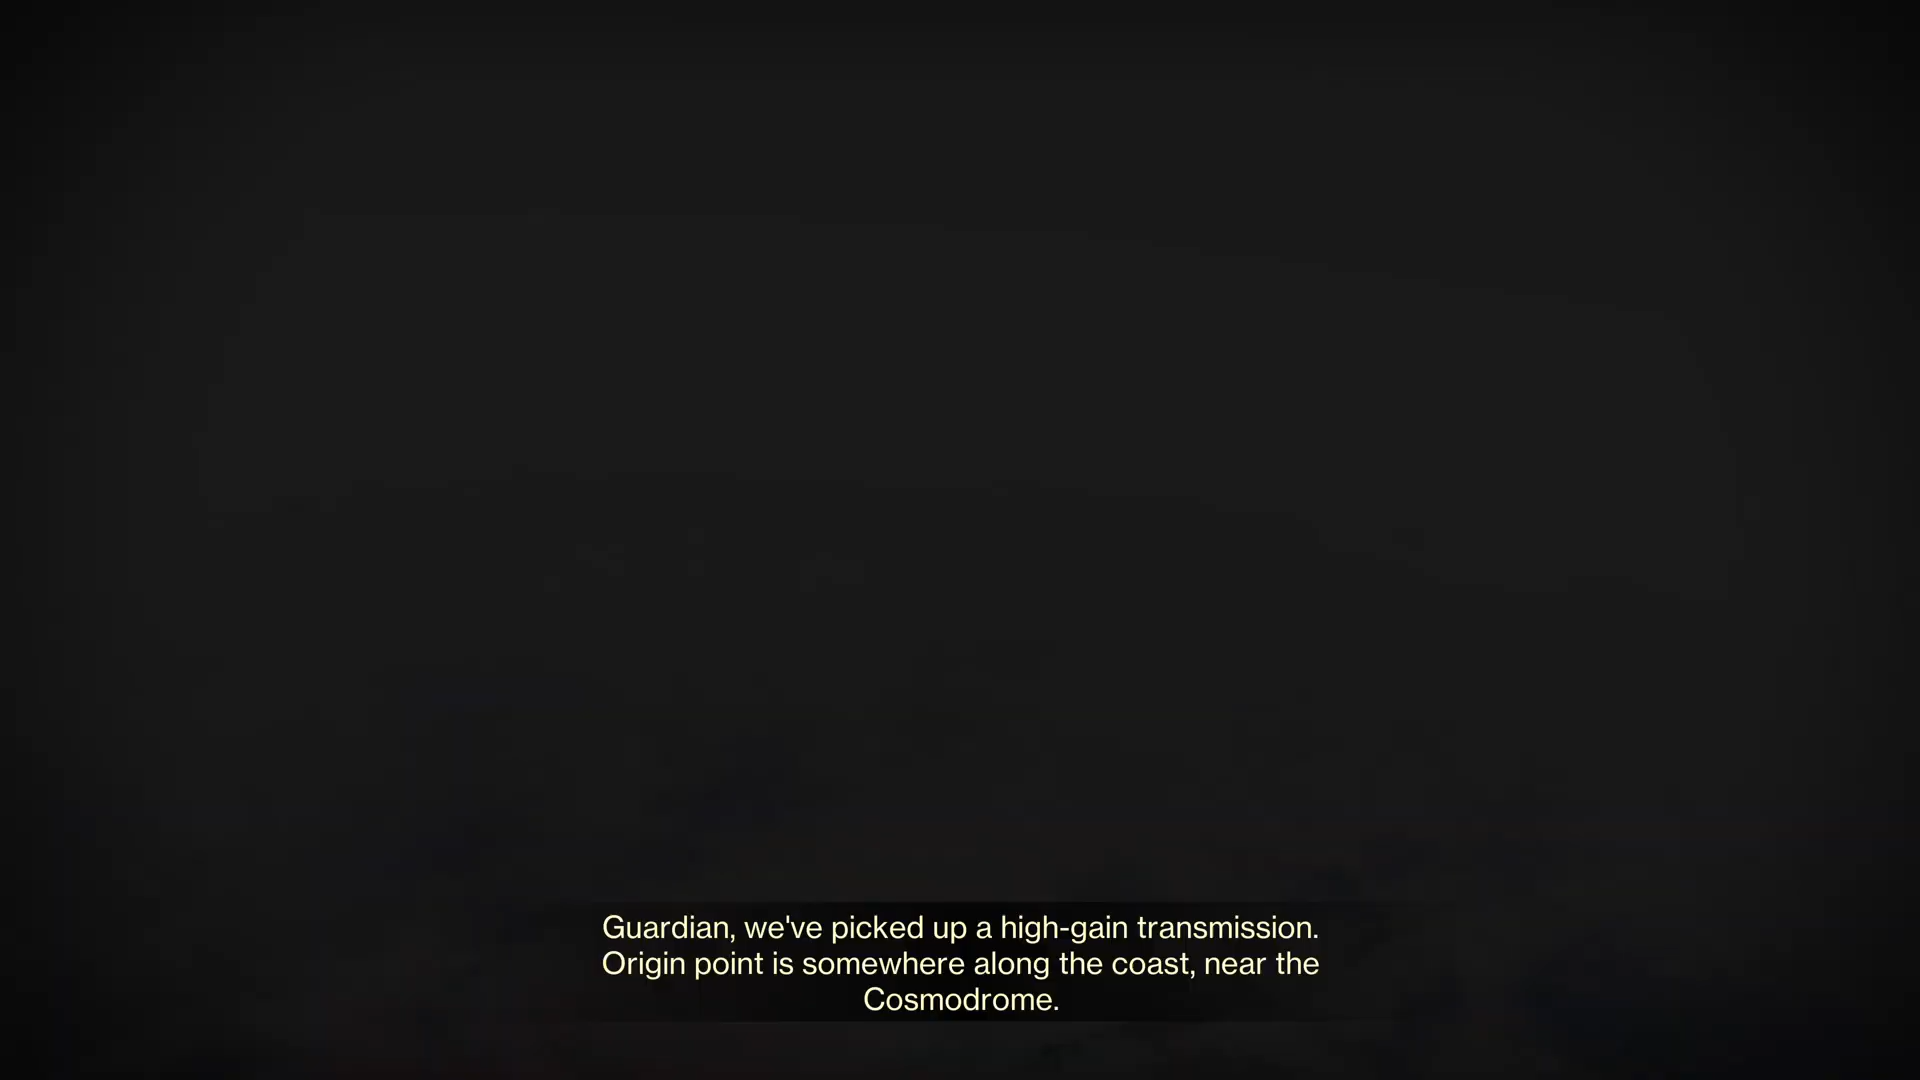 Guardian, we've picked up a high-gain transmission.
Origin point is somewhere along the coast, near the
Cosmodrome.